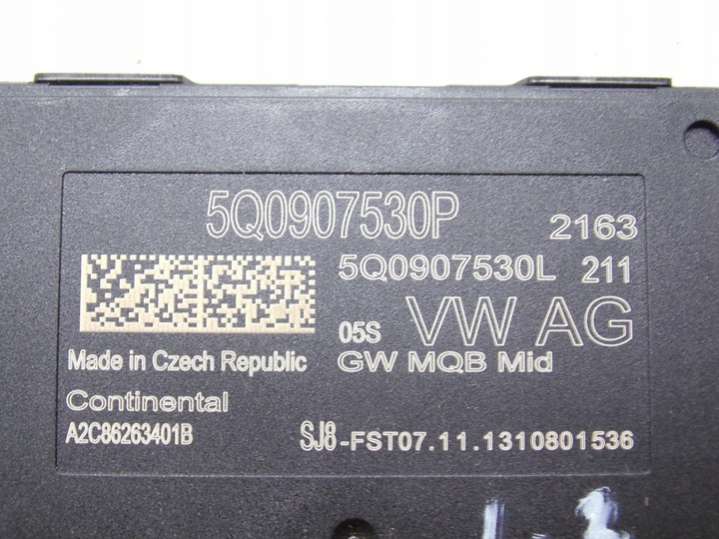 5Q0907530P 2163
5Q0907530L 211
05S VW AG
Made in Czech Republic GW MQB Mid
Continental
A2C86263401B SJ8-FST07.11.1310801536